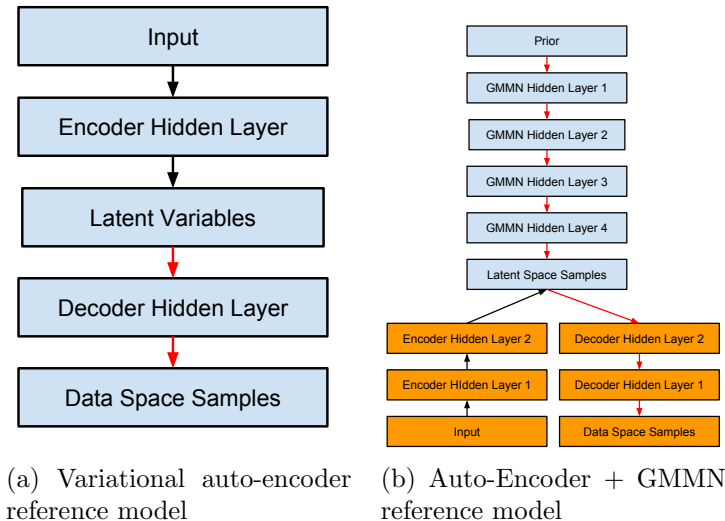 Input
Encoder Hidden Layer
Latent Variables
Decoder Hidden Layer
Data Space Samples
(a) Variational auto-encoder
reference model
Prior
GMMN Hidden Layer 1
GMMN Hidden Layer 2
GMMN Hidden Layer 3
GMMN Hidden Layer 4
Latent Space Samples
Encoder Hidden Layer 2
Decoder Hidden Layer 2
Encoder HIdden Layer 1
Decoder Hidden Layer 1
Input
Data Space Samples
(b) Auto-Encoder + GMMN
reference model